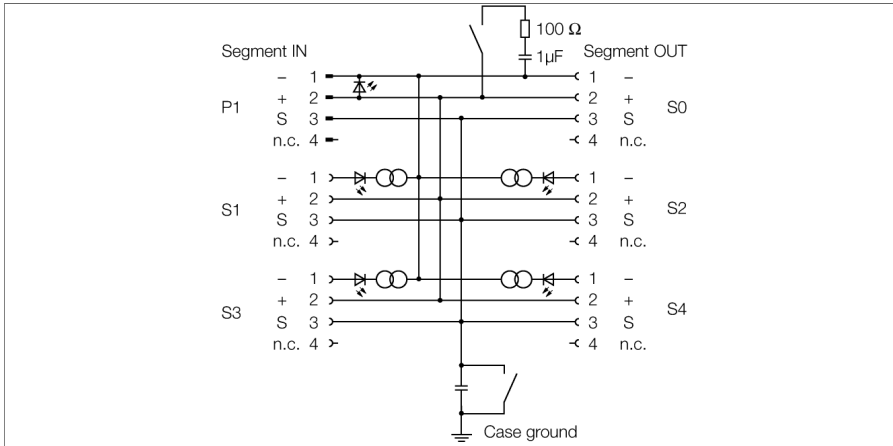 100 Ω
Segment IN Segment OUT
1µF
− 1 1 −
P1 + 2 2 + S0
S 3 3 S
n.c. 4 4 n.c.
− 1 1 −
S1 + 2 2 + S2
S 3 3 S
n.c. 4 4 n.c.
− 1 1 −
S3 + 2 2 + S4
S 3 3 S
n.c. 4 4 n.c.
Case ground